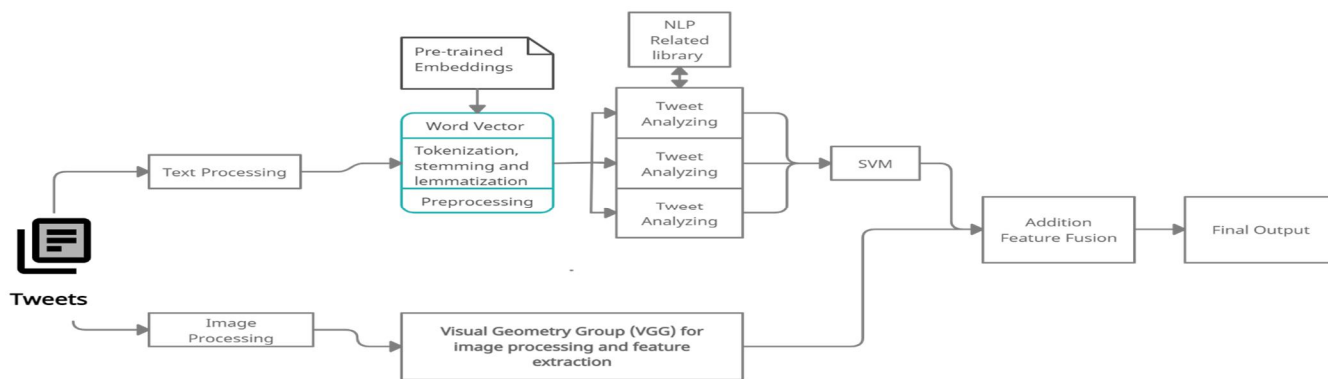 NLP
Related
library
Pre-trained
Embeddings
Word Vector
Tokenization,
stemming and
lemmatization
Preprocessing
Tweet
Analyzing
Tweet
Analyzing
Tweet
Analyzing
Text Processing
SVM
Addition
Feature Fusion
Final Output
Tweets
Image
Processing
Visual Geometry Group (VGG) for
image processing and feature
extraction